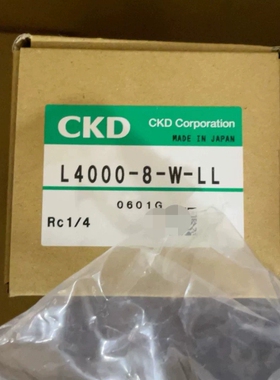 CKD CKD Corporation
MADE IN JAPAN
L4000-8-W-LL
0601G
Rc1/4